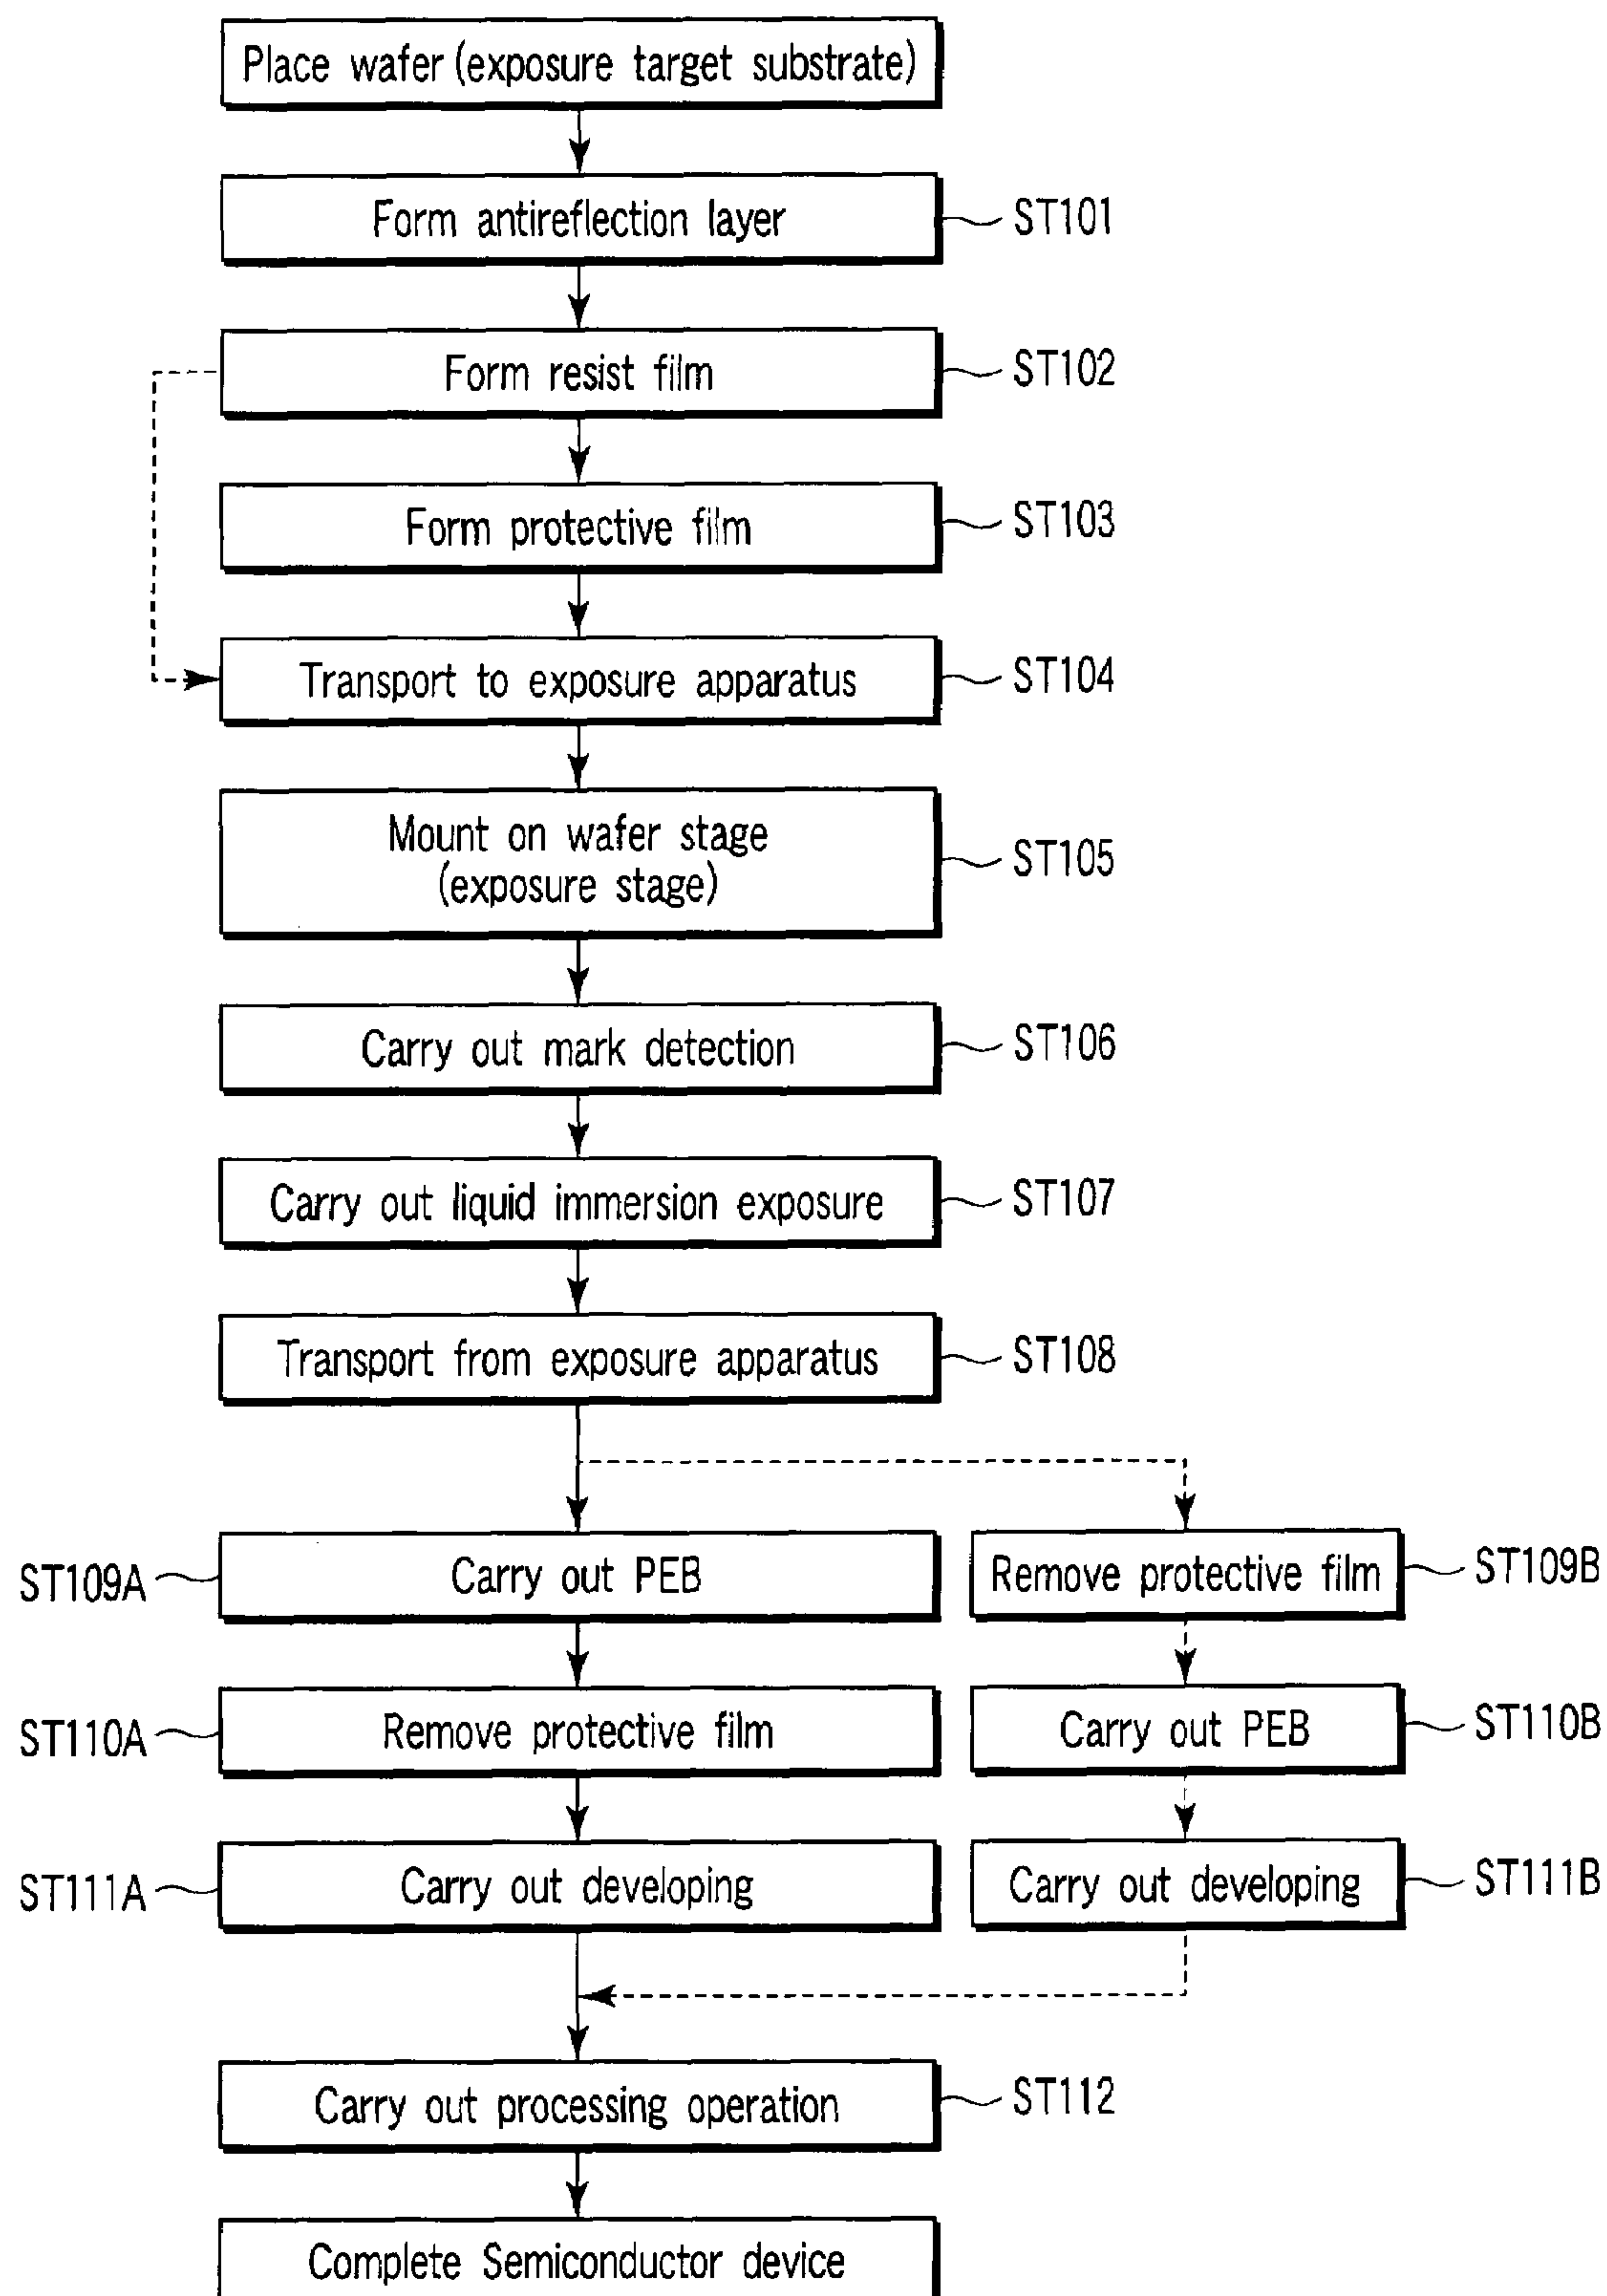 Place wafer (exposure target substrate)
Form antireflection layer
ST101
Form resist film
ST102
Form protective film
ST103
Transport to exposure apparatus
ST104
Mount on wafer stage
(exposure stage)
ST105
Carry out mark detection
ST106
Carry out liquid immersion exposure
ST107
Transport from exposure apparatus
ST108
ST109A
Carry out PEB
Remove protective film
ST109B
ST110A
Remove protective film
Carry out PEB
ST110B
ST111A
Carry out developing
Carry out developing
ST111B
Carry out processing operation
ST112
Complete Semiconductor device